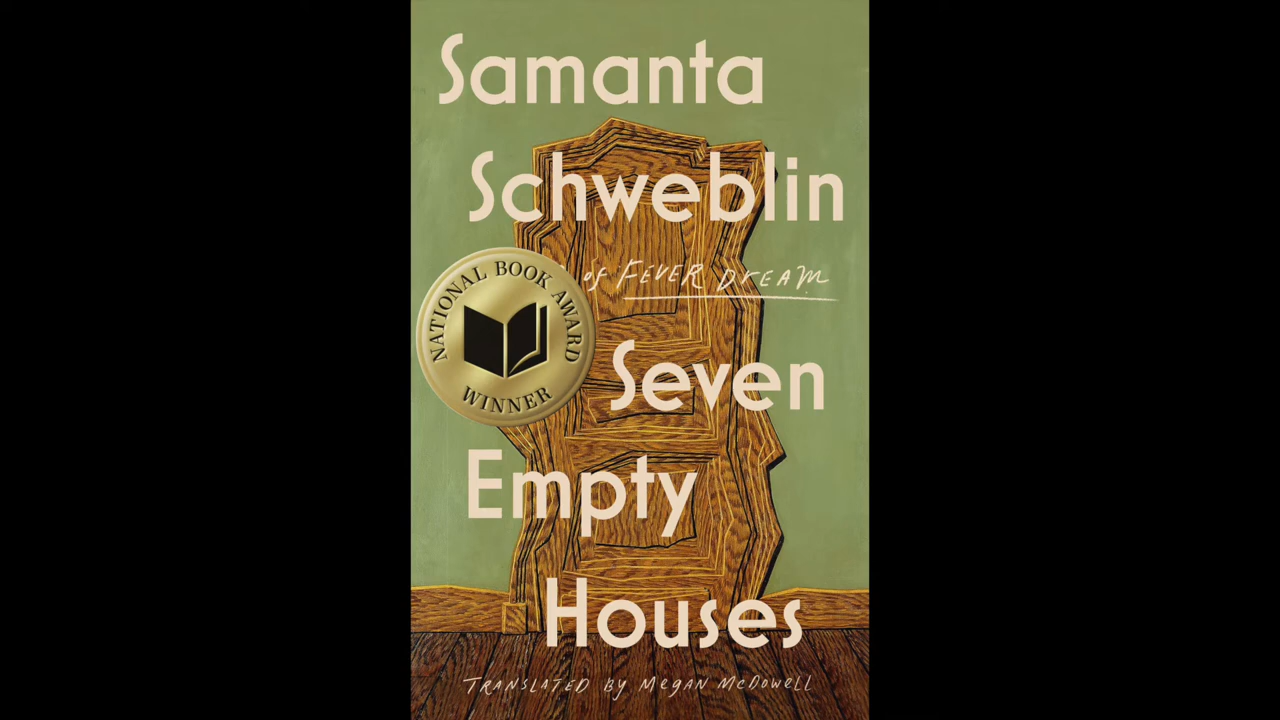 Samanta
Schweblin
of FEVER DREAM
NATIONAL BOOK AWARD
WINNER
Seven
Empty
Houses
TRANSLATED BY MEGAN McDOWELL